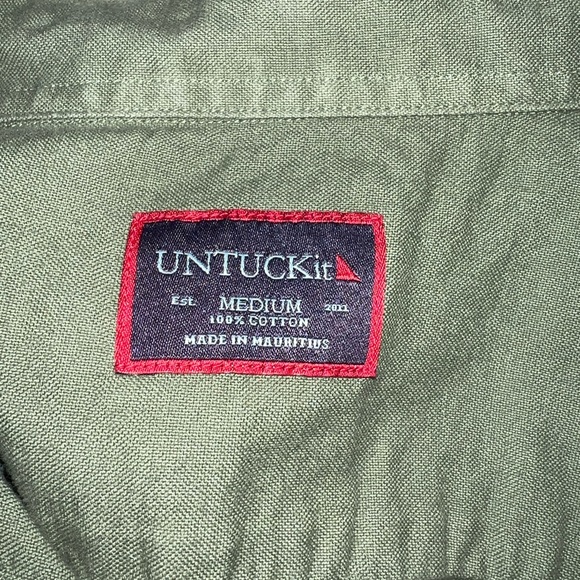 UNTUCKit
Est. MEDIUM 2011
100% COTTON
MADE IN MAURITIUS